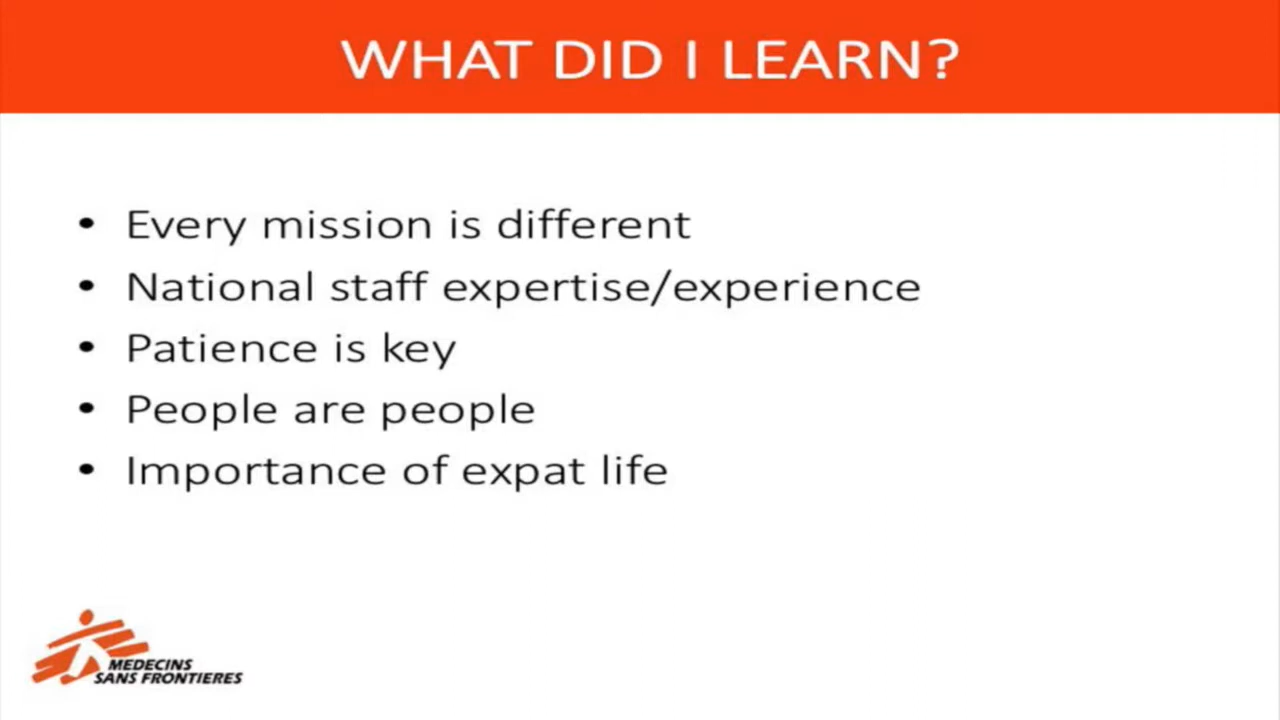 WHAT DID I LEARN?
• Every mission is different
• National staff expertise/experience
• Patience is key
• People are people
• Importance of expat life
MEDECINS
SANS FRONTIERES